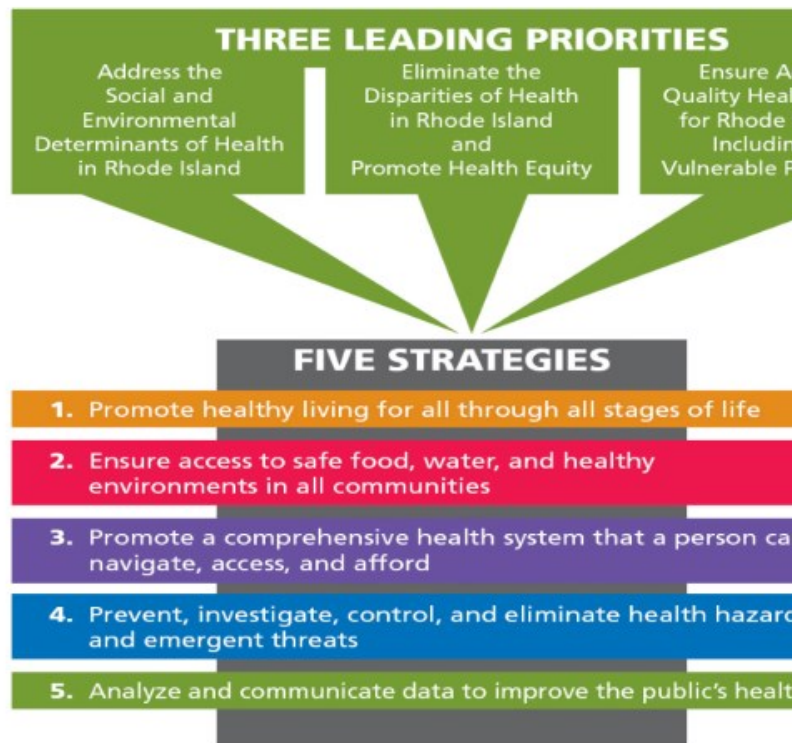 THREE LEADING PRIORITIES
Address the
Social and
Environmental
Determinants of Health
in Rhode Island
Eliminate the
Disparities of Health
in Rhode Island
and
Promote Health Equity
Ensure
Quality
for Rhode
Vulnerable
FIVE STRATEGIES
1. Promote healthy living for all through all stages of life
2. Ensure access to safe food, water, and healthy
environments in all communities
3. Promote a comprehensive health system that a person
navigate, access, and afford
4. Prevent, investigate, control, and eliminate health
and emergent threats
5. Analyze and communicate data to improve the public's